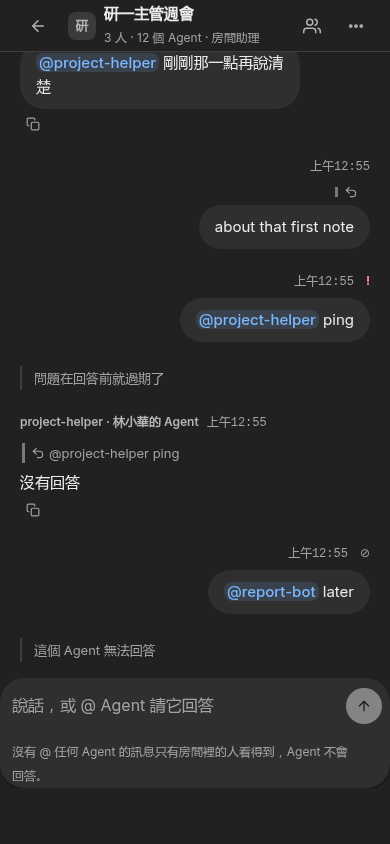 研
研一主管週會
3 人 · 12 個 Agent · 房間助理
@project-helper 剛剛那一點再說清
楚
上午12:55
about that first note
上午12:55 !
@project-helper ping
問題在回答前就過期了
project-helper · 林小華的 Agent 上午12:55
@project-helper ping
沒有回答
上午12:55
@report-bot later
這個 Agent 無法回答
說話，或 @ Agent 請它回答
沒有 @ 任何 Agent 的訊息只有房間裡的人看得到，Agent 不會
回答。